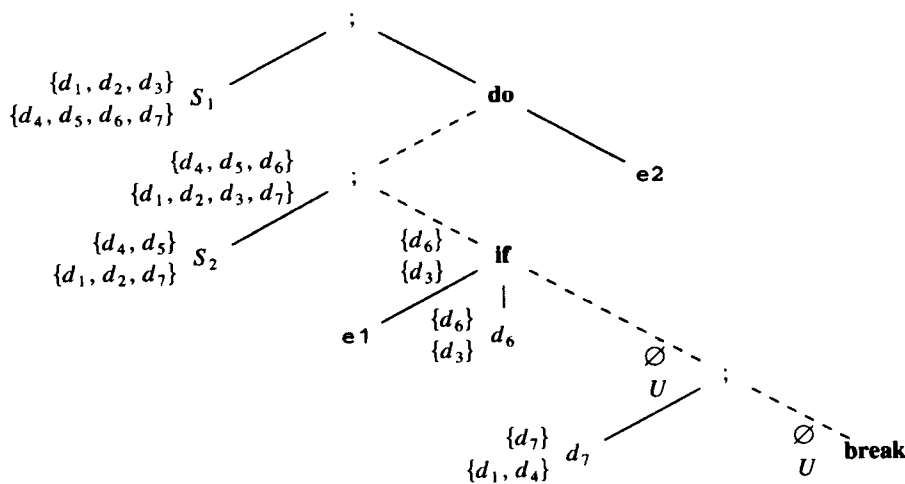 ;
{d₁, d₂, d₃}
{d₄, d₅, d₆, d₇} S₁
do
{d₄, d₅, d₆}
{d₁, d₂, d₃, d₇} ;
e2
{d₄, d₅}
{d₁, d₂, d₇} S₂
{d₆}
{d₃} if
e1
{d₆}
{d₃} d₆
∅
U ;
{d₇}
{d₁, d₄} d₇
∅
U break